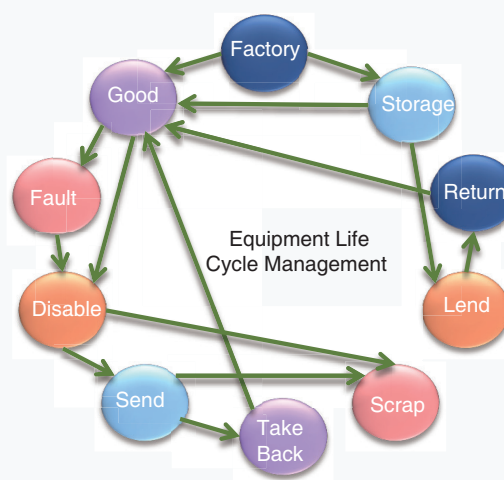 Factory
Good
Storage
Fault
Return
Equipment Life
Cycle Management
Disable
Lend
Send
Scrap
Take
Back